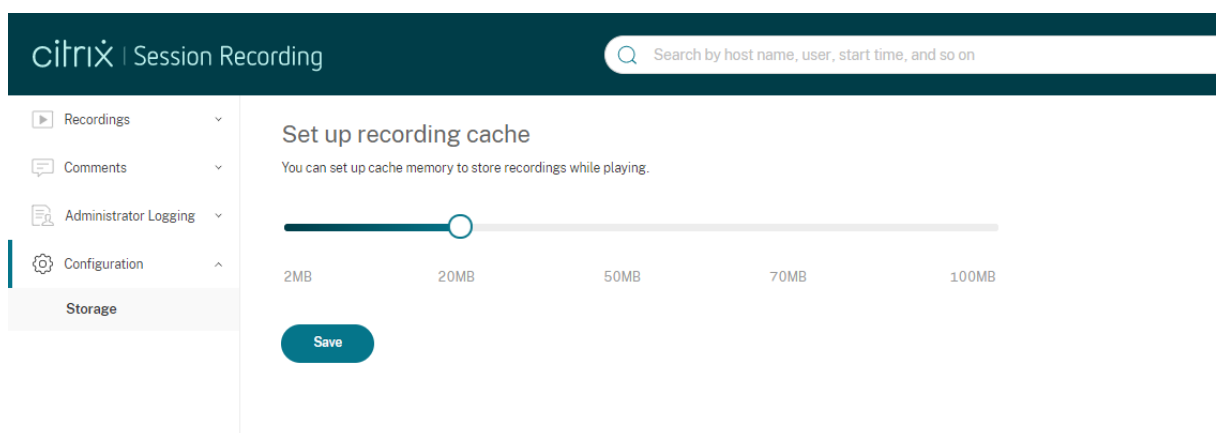 citrix | Session Recording
Search by host name, user, start time, and so on
Recordings
Comments
Administrator Logging
Configuration
Storage
Set up recording cache
You can set up cache memory to store recordings while playing.
2MB 20MB 50MB 70MB 100MB
Save